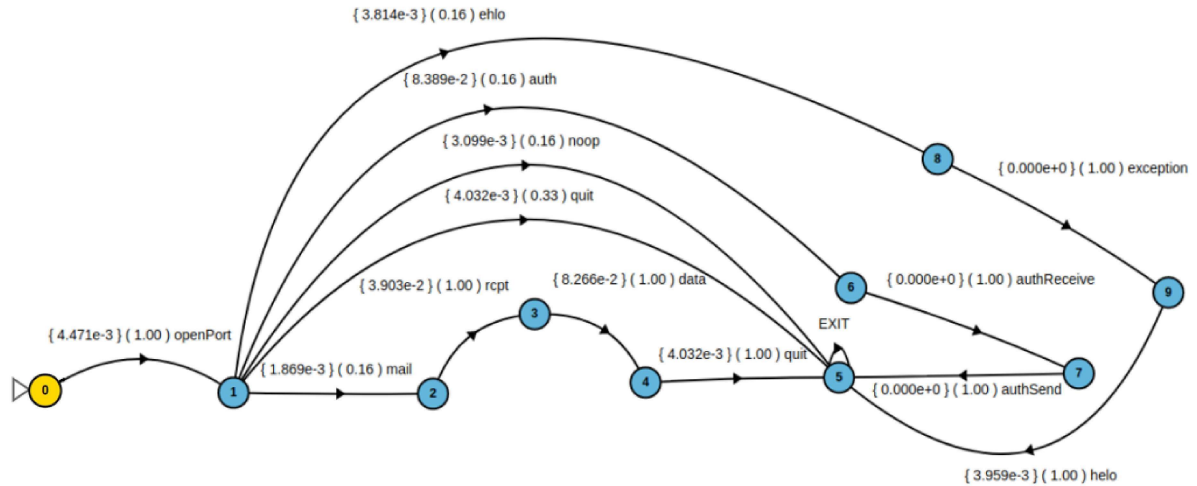 { 3.814e-3 } ( 0.16 ) ehlo
{ 8.389e-2 } ( 0.16 ) auth
{ 3.099e-3 } ( 0.16 ) noop
8
{ 0.000e+0 } ( 1.00 ) exception
{ 4.032e-3 } ( 0.33 ) quit
{ 3.903e-2 } ( 1.00 ) rcpt
{ 8.266e-2 } ( 1.00 ) data
6
{ 0.000e+0 } ( 1.00 ) authReceive
9
3
EXIT
{ 4.471e-3 } ( 1.00 ) openPort
{ 1.869e-3 } ( 0.16 ) mail
{ 4.032e-3 } ( 1.00 ) quit
0
1
2
4
5
7
{ 0.000e+0 } ( 1.00 ) authSend
{ 3.959e-3 } ( 1.00 ) helo